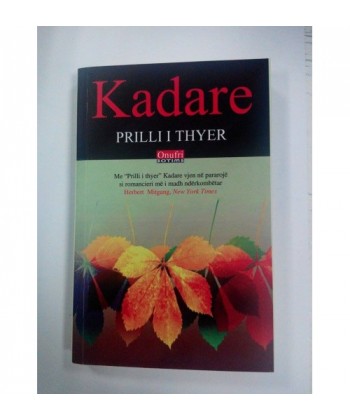 Kadare
PRILLI I THYER
Onufri
BOTIME
Me "Prilli i thyer" Kadare vjen në pararojë
si romancieri më i madh ndërkombëtar
Herbert Mitgang, New York Times